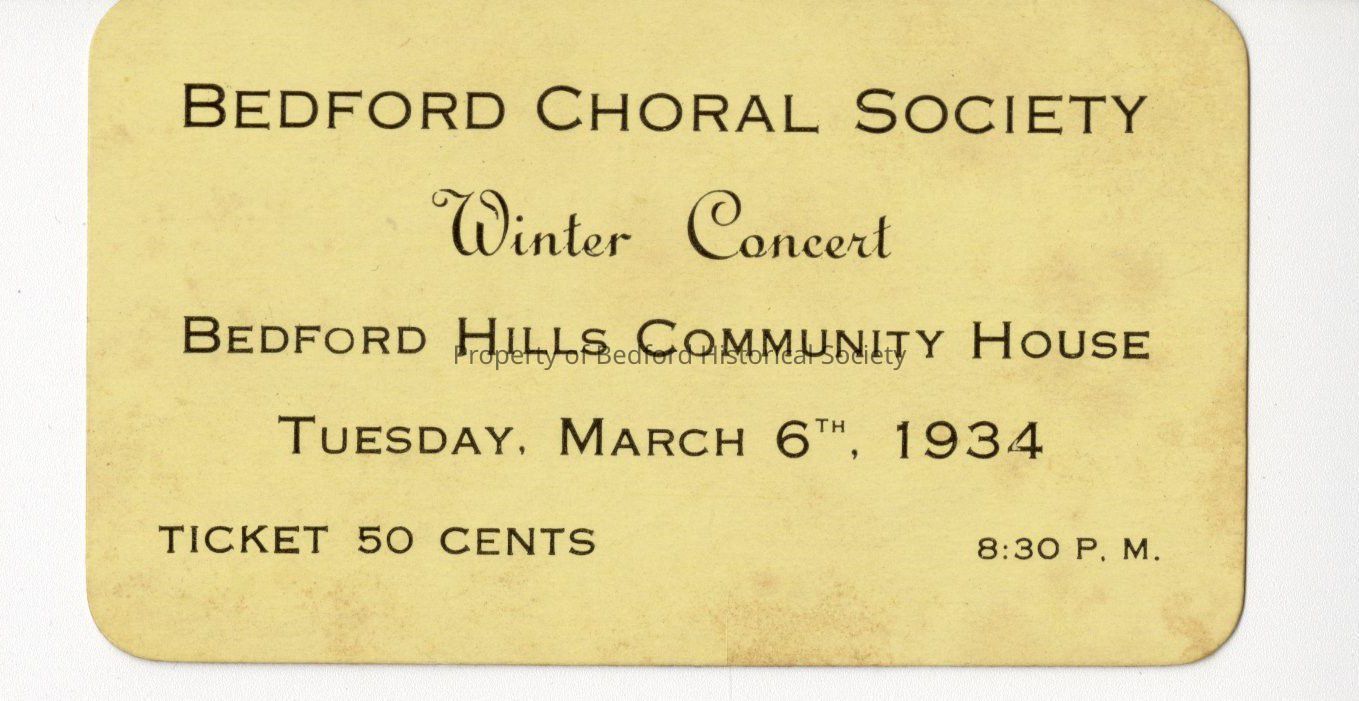 BEDFORD CHORAL SOCIETY
Winter Concert
BEDFORD HILLS COMMUNITY HOUSE
Property of Bedford Historical Society
TUESDAY, MARCH 6TH, 1934
TICKET 50 CENTS
8:30 P. M.